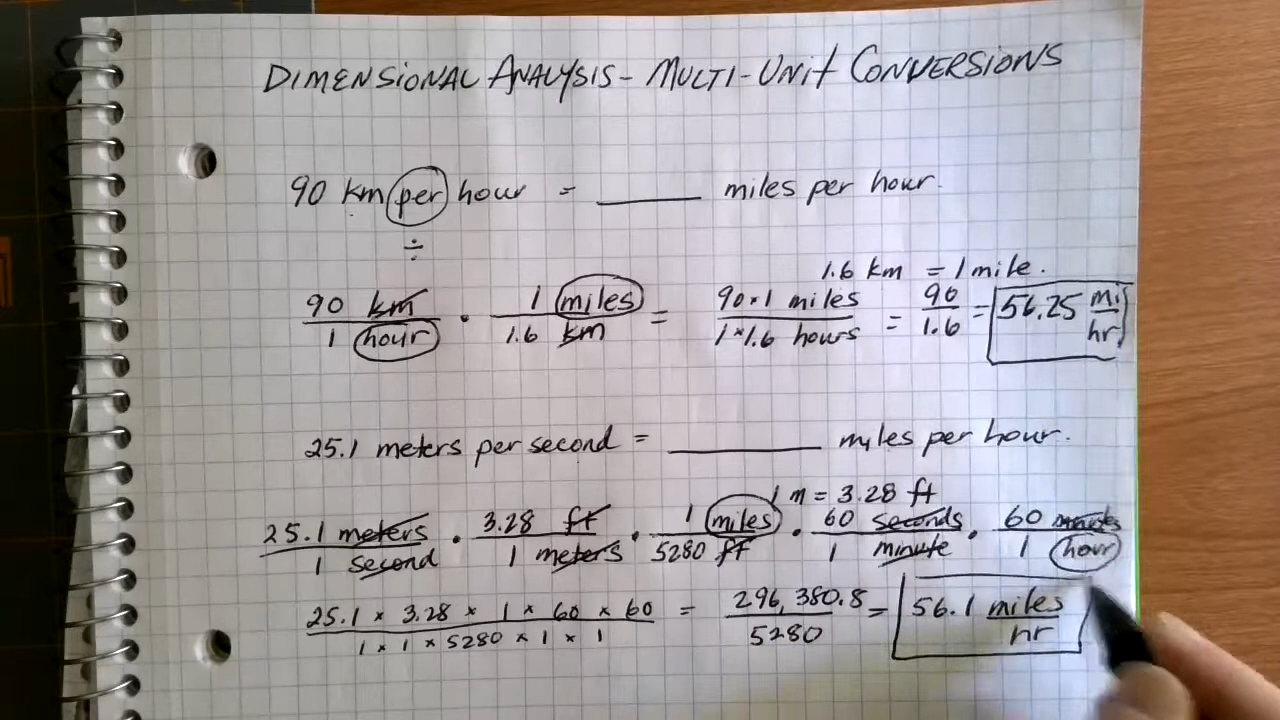 DIMENSIONAL ANALYSIS - MULTI-UNIT CONVERSIONS
90 km per hour = ______ miles per hour.
÷
1.6 km = 1 mile.
90 km / 1 hour · 1 miles / 1.6 km = 90×1 miles / 1×1.6 hours = 90 / 1.6 = 56.25 mi / hr
25.1 meters per second = ________ miles per hour.
1 m = 3.28 ft
25.1 meters / 1 second · 3.28 ft / 1 meters · 1 miles / 5280 ft · 60 seconds / 1 minute · 60 minutes / 1 hour
25.1 × 3.28 × 1 × 60 × 60 / 1 × 1 × 5280 × 1 × 1 = 296,380.8 / 5280 = 56.1 miles / hr